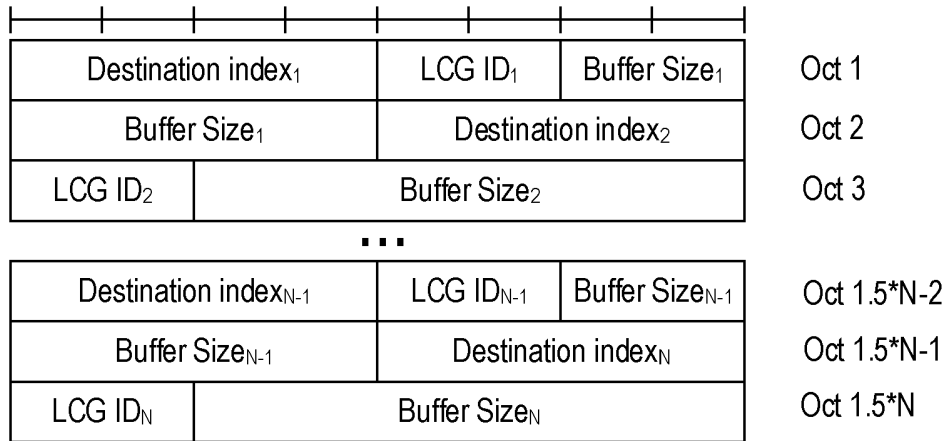 Destination index₁ LCG ID₁ Buffer Size₁ Oct 1
Buffer Size₁ Destination index₂ Oct 2
LCG ID₂ Buffer Size₂ Oct 3
...
Destination indexN-1 LCG IDN-1 Buffer SizeN-1 Oct 1.5*N-2
Buffer SizeN-1 Destination indexN Oct 1.5*N-1
LCG IDN Buffer SizeN Oct 1.5*N